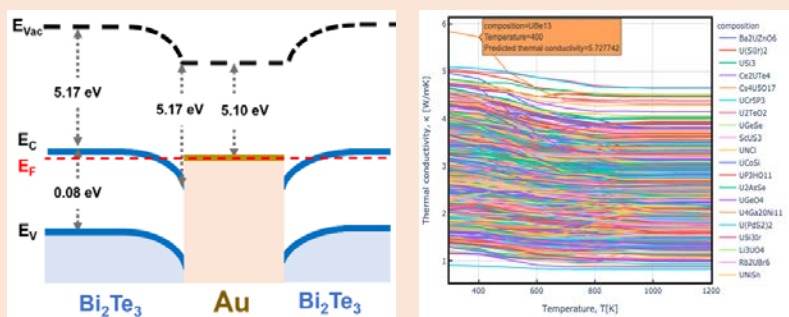 E_Vac
5.17 eV
5.17 eV
5.10 eV
E_C
E_F
0.08 eV
E_V
Bi₂Te₃
Au
Bi₂Te₃
composition=UBe13
Temperature=400
Predicted thermal conductivity=5.727742
Thermal conductivity, κ [W/mK]
6
5
4
3
2
1
400
600
800
1000
1200
Temperature, T[K]
composition
Ba2UZnO6
U(SiIr)2
USi3
Ce2UTe4
Cs4USO17
UCr5P3
U2TeO2
UGeSe
ScUS3
UNCl
UCoSi
UP3HO11
U2AsSe
UGeO4
U4Ga20Ni11
U(PdS2)2
USi3Ir
Li3UO4
Rb2UBr6
UNiSn